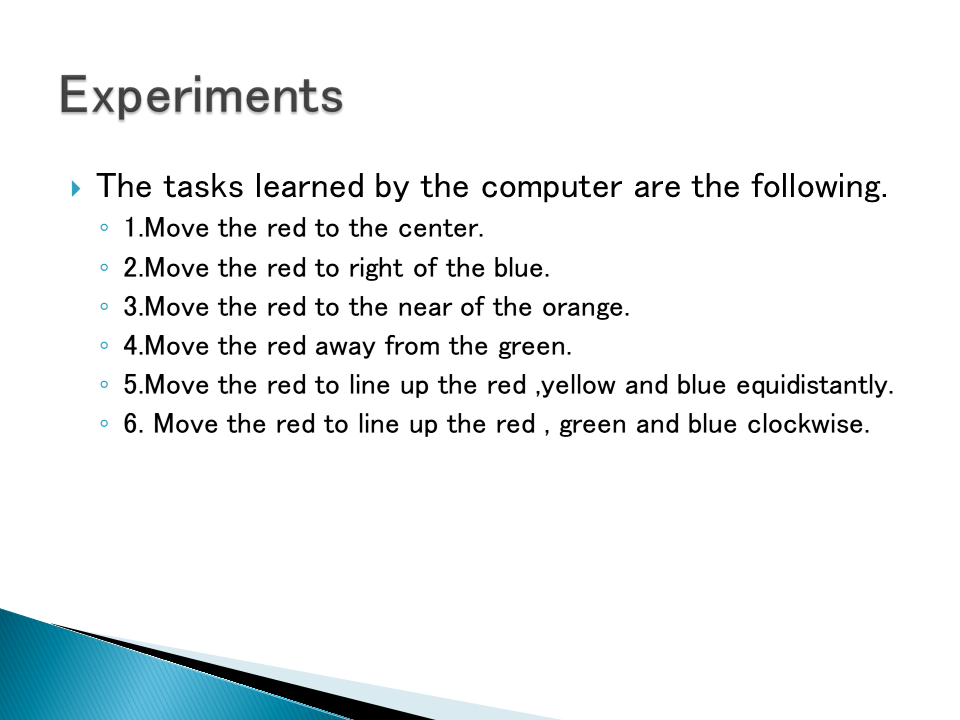 Experiments
The tasks learned by the computer are the following.
1.Move the red to the center.
2.Move the red to right of the blue.
3.Move the red to the near of the orange.
4.Move the red away from the green.
5.Move the red to line up the red ,yellow and blue equidistantly.
6. Move the red to line up the red , green and blue clockwise.